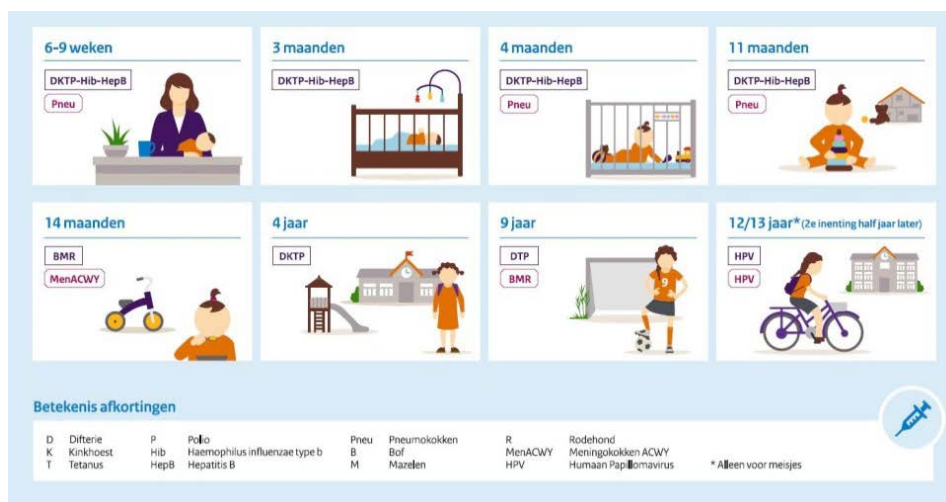 6-9 weken
DKTP-Hib-HepB
Pneu
3 maanden
DKTP-Hib-HepB
4 maanden
DKTP-Hib-HepB
Pneu
11 maanden
DKTP-Hib-HepB
Pneu
14 maanden
BMR
MenACWY
4 jaar
DKTP
9 jaar
DTP
BMR
9
12/13 jaar* (2e inenting half jaar later)
HPV
HPV
Betekenis afkortingen
D Difterie P Polio Pneu Pneumokokken R Rodehond
K Kinkhoest Hib Haemophilus influenzae type b B Bof MenACWY Meningokokken ACWY
T Tetanus HepB Hepatitis B M Mazelen HPV Humaan Papillomavirus * Alleen voor meisjes